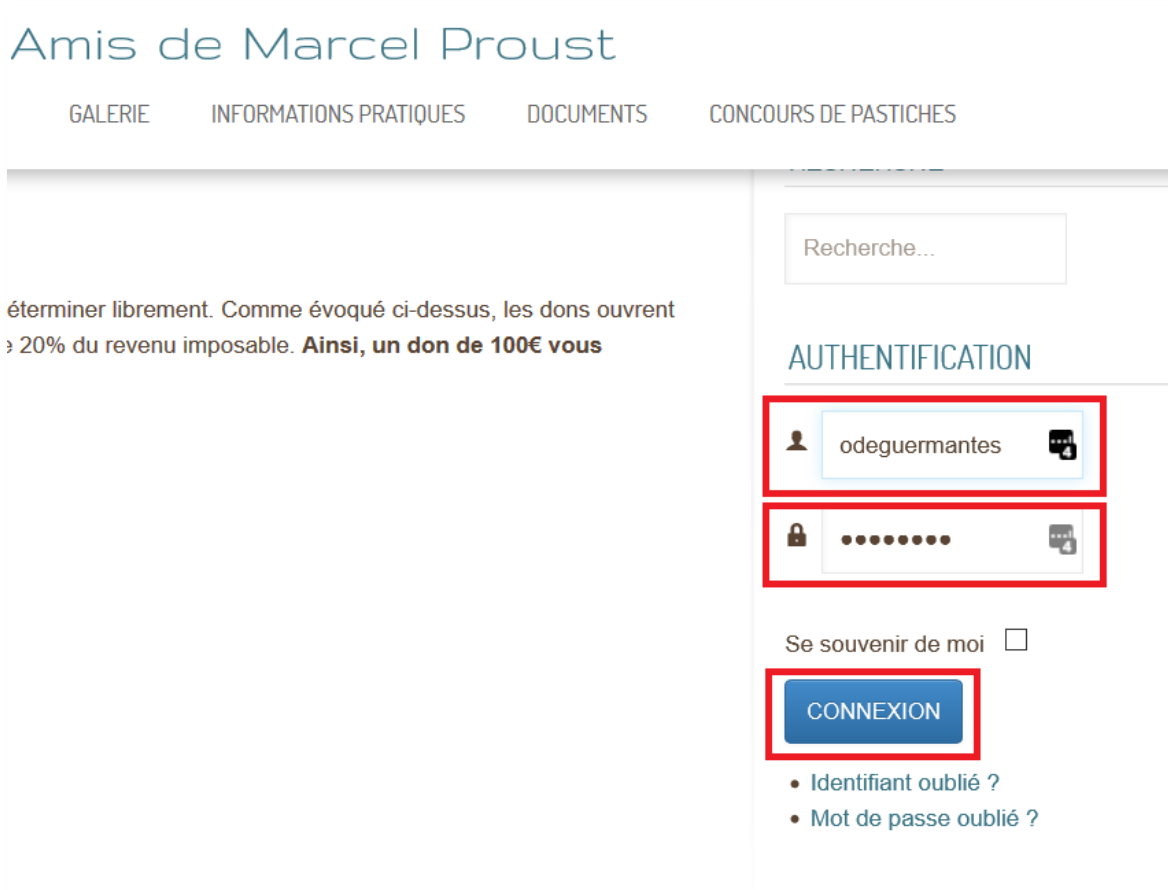 Amis de Marcel Proust
GALERIE INFORMATIONS PRATIQUES DOCUMENTS CONCOURS DE PASTICHES
Recherche...
éterminer librement. Comme évoqué ci-dessus, les dons ouvrent
20% du revenu imposable. Ainsi, un don de 100€ vous
AUTHENTIFICATION
odeguermantes
4
••••••••
4
Se souvenir de moi
CONNEXION
• Identifiant oublié ?
• Mot de passe oublié ?